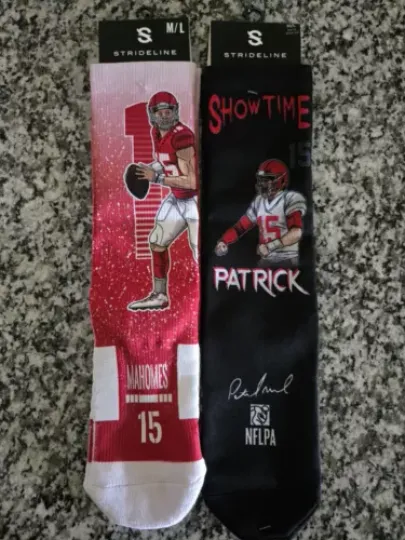 M/L
STRIDELINE
STRIDELINE
15
MAHOMES
15
SHOWTIME
15
15
PATRICK
NFLPA